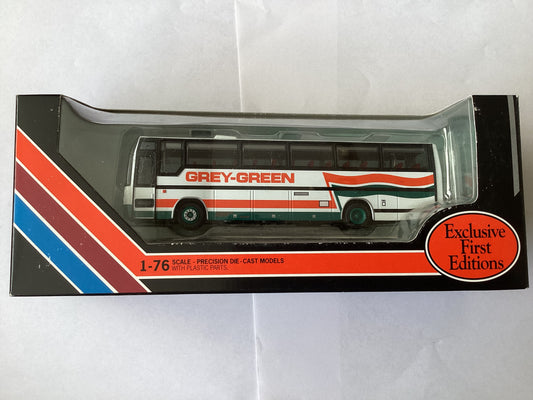 GREY-GREEN
1-76 SCALE - PRECISION DIE-CAST MODELS
WITH PLASTIC PARTS.
Exclusive
First
Editions